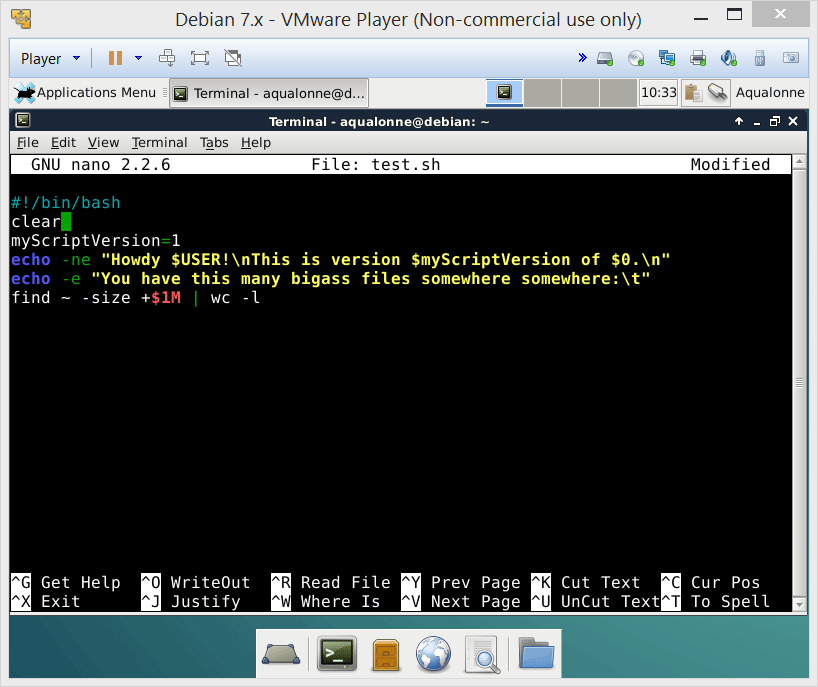 Debian 7.x - VMware Player (Non-commercial use only)
Player
Applications Menu Terminal - aqualonne@d... 10:33 Aqualonne
Terminal - aqualonne@debian: ~
File Edit View Terminal Tabs Help
GNU nano 2.2.6 File: test.sh Modified
#!/bin/bash
clear
myScriptVersion=1
echo -ne "Howdy $USER!\nThis is version $myScriptVersion of $0.\n"
echo -e "You have this many bigass files somewhere somewhere:\t"
find ~ -size +$1M | wc -l
^G Get Help ^O WriteOut ^R Read File ^Y Prev Page ^K Cut Text ^C Cur Pos
^X Exit ^J Justify ^W Where Is ^V Next Page ^U UnCut Text ^T To Spell